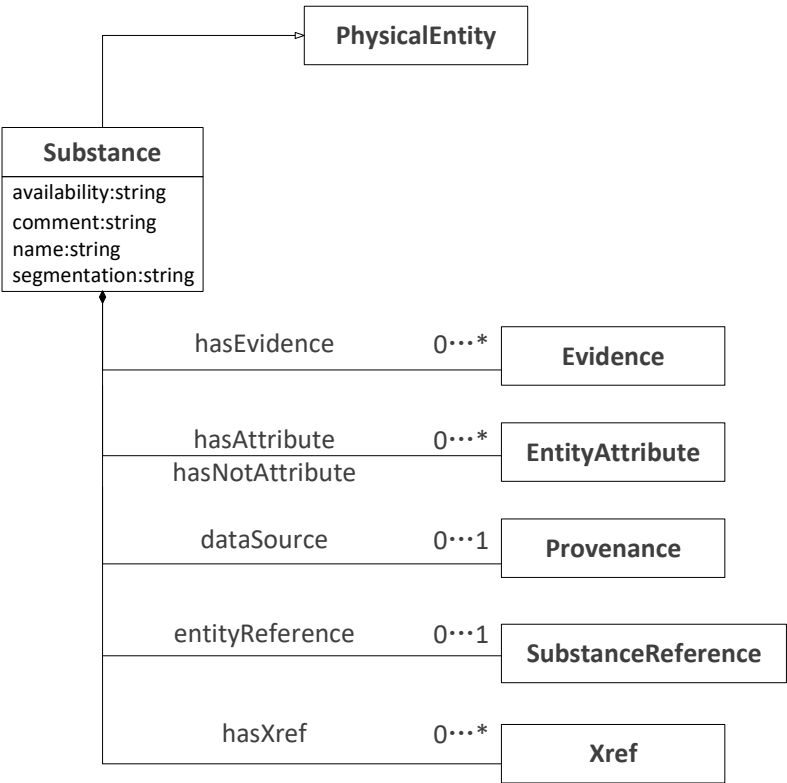 PhysicalEntity
Substance
availability:string
comment:string
name:string
segmentation:string
hasEvidence 0···*
Evidence
hasAttribute 0···*
hasNotAttribute
EntityAttribute
dataSource 0···1
Provenance
entityReference 0···1
SubstanceReference
hasXref 0···*
Xref